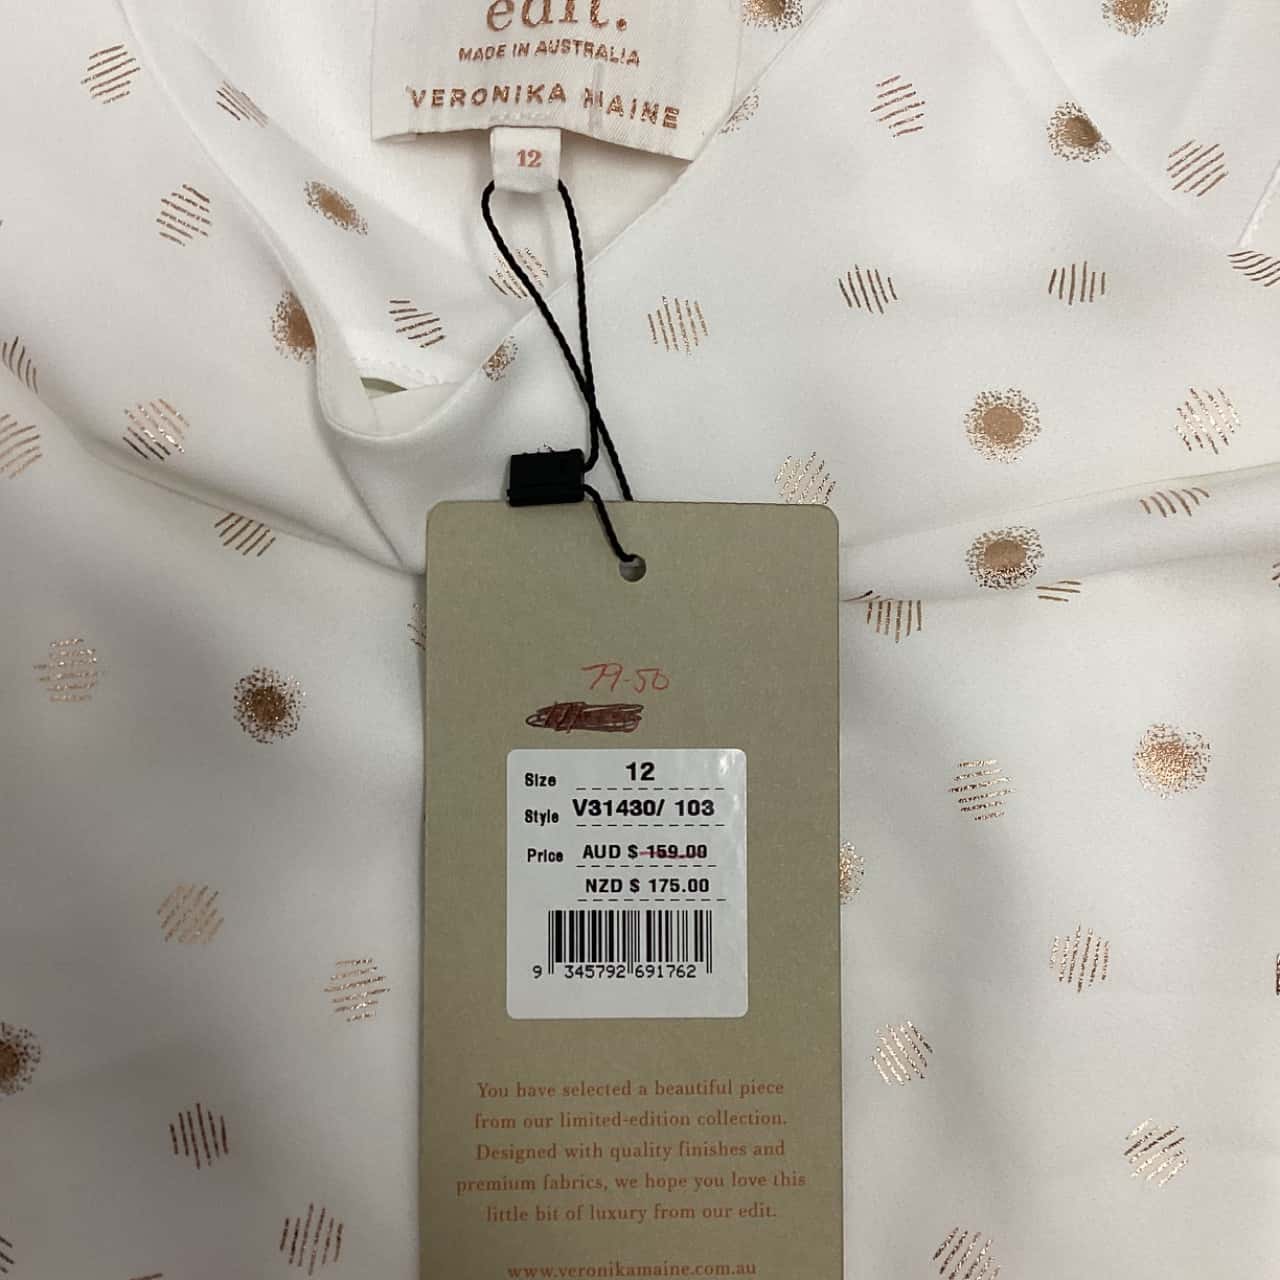 edit.
MADE IN AUSTRALIA
VERONIKA MAINE
12
79-50
Size 12
Style V31430/ 103
Price AUD $ 159.00
NZD $ 175.00
9 345792 691762
You have selected a beautiful piece
from our limited-edition collection.
Designed with quality finishes and
premium fabrics, we hope you love this
little bit of luxury from our edit.
www.veronikamaine.com.au